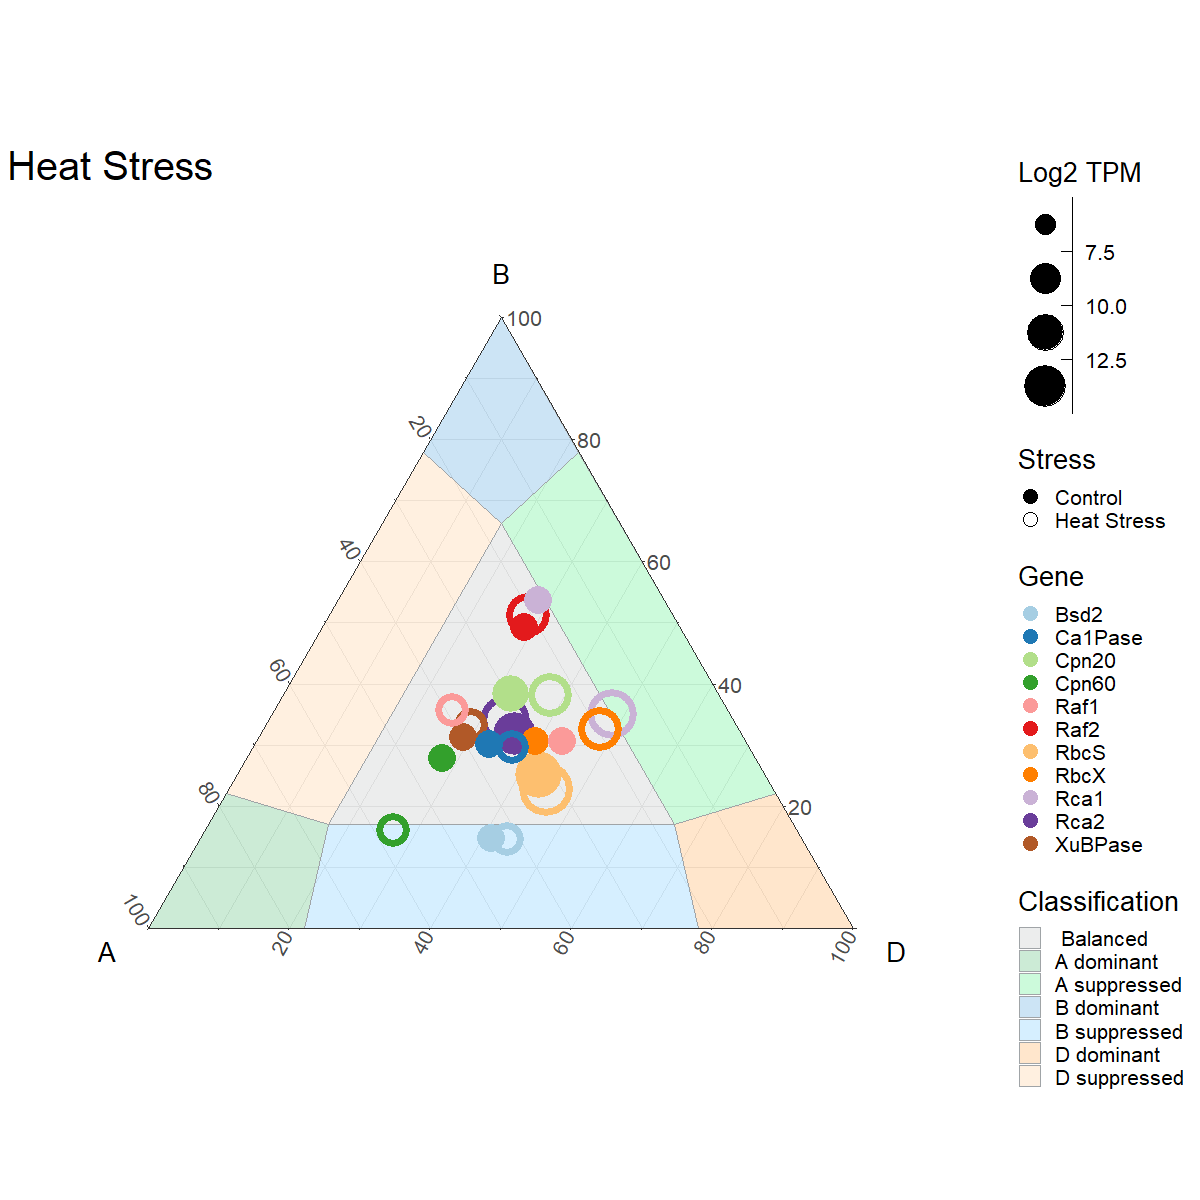 Heat Stress
B
100
80
60
40
20
20
40
60
80
100
A
20
40
60
80
100
D
Log2 TPM
7.5
10.0
12.5
Stress
Control
Heat Stress
Gene
Bsd2
Ca1Pase
Cpn20
Cpn60
Raf1
Raf2
RbcS
RbcX
Rca1
Rca2
XuBPase
Classification
Balanced
A dominant
A suppressed
B dominant
B suppressed
D dominant
D suppressed